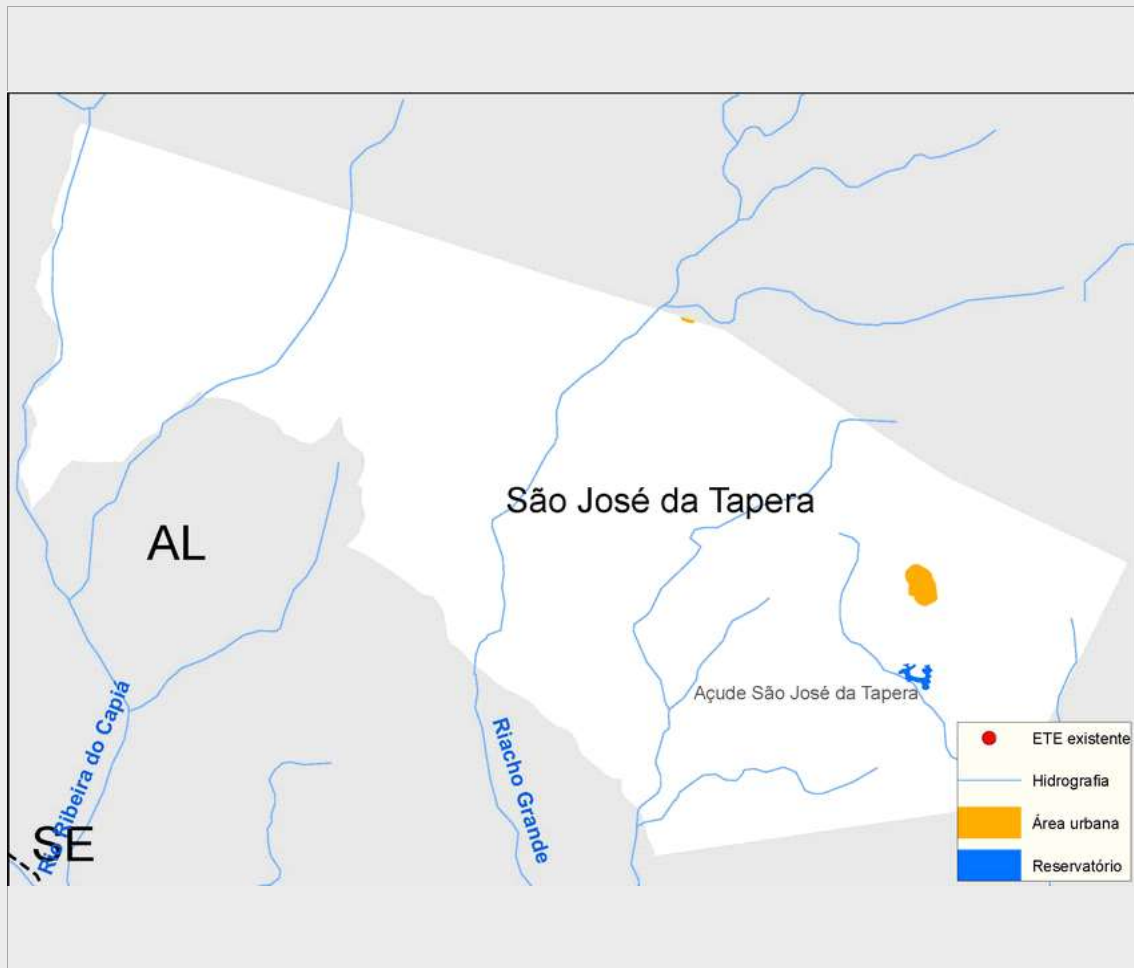 São José da Tapera
AL
Açude São José da Tapera
Rio Ribeira do Capiá
Riacho Grande
SE
ETE existente
Hidrografia
Área urbana
Reservatório